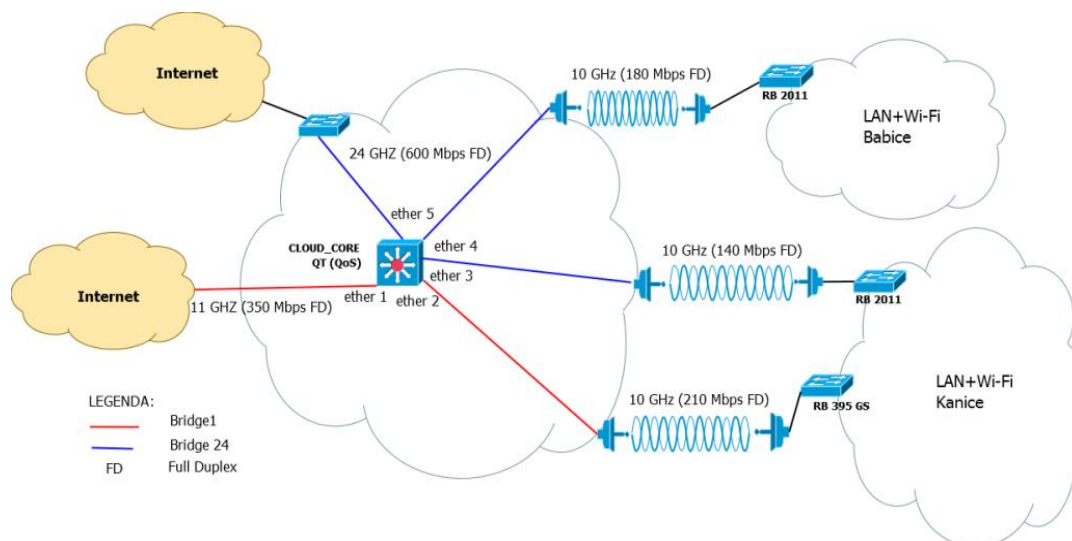 Internet
24 GHZ (600 Mbps FD)
10 GHz (180 Mbps FD)
RB 2011
LAN+Wi-Fi
Babice
ether 5
CLOUD_CORE
QT (QoS)
ether 4
ether 3
ether 1
ether 2
Internet
11 GHZ (350 Mbps FD)
10 GHz (140 Mbps FD)
RB 2011
10 GHz (210 Mbps FD)
RB 395 GS
LAN+Wi-Fi
Kanice
LEGENDA:
Bridge1
Bridge 24
FD Full Duplex